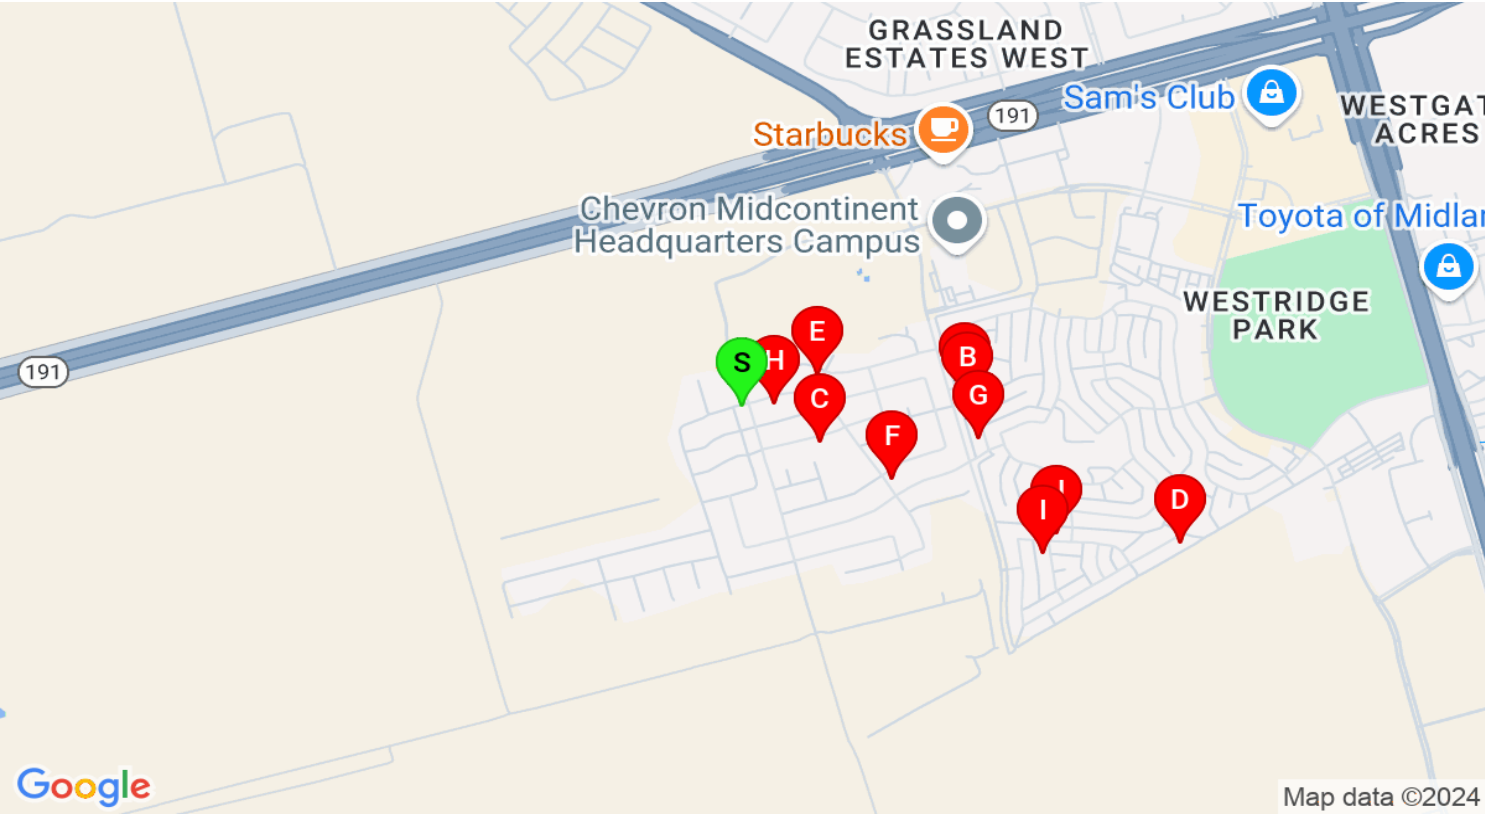 GRASSLAND
ESTATES WEST
Sam's Club
191
WESTGAT
ACRES
Starbucks
Chevron Midcontinent
Headquarters Campus
Toyota of Midlar
WESTRIDGE
PARK
E
S
H
B
191
C
G
F
J
D
I
Google
Map data ©2024